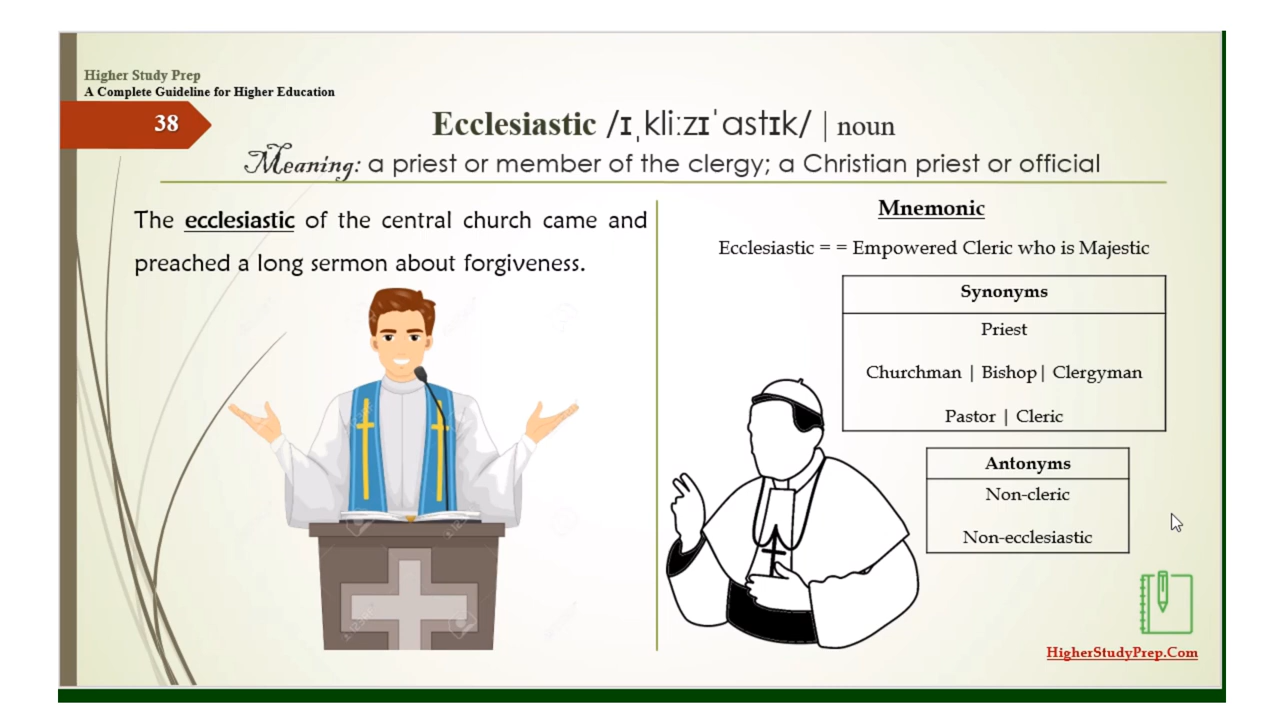 Higher Study Prep
A Complete Guideline for Higher Education
38
Ecclesiastic /ɪˌkliːzɪˈastɪk/ | noun
Meaning: a priest or member of the clergy; a Christian priest or official
The ecclesiastic of the central church came and
preached a long sermon about forgiveness.
Mnemonic
Ecclesiastic = = Empowered Cleric who is Majestic
Synonyms
Priest
Churchman | Bishop| Clergyman
Pastor | Cleric
Antonyms
Non-cleric
Non-ecclesiastic
HigherStudyPrep.Com